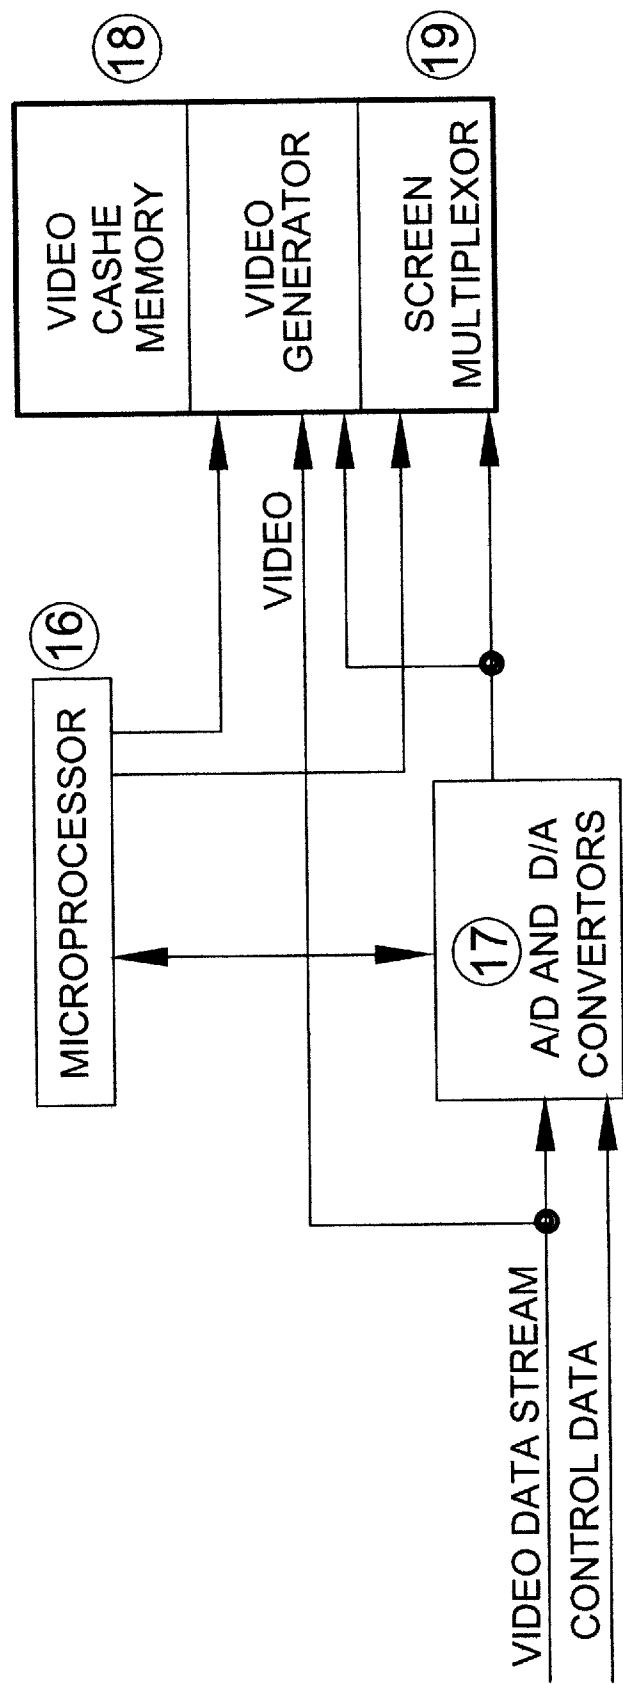 18
VIDEO
CASHE
MEMORY
VIDEO
GENERATOR
19
SCREEN
MULTIPLEXOR
16
MICROPROCESSOR
VIDEO
17
A/D AND D/A
CONVERTORS
VIDEO DATA STREAM
CONTROL DATA